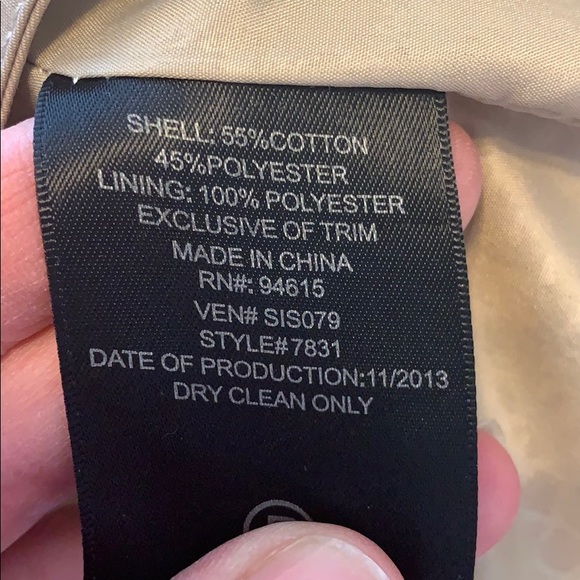 SHELL: 55%COTTON
45%POLYESTER
LINING: 100% POLYESTER
EXCLUSIVE OF TRIM
MADE IN CHINA
RN#: 94615
VEN# SIS079
STYLE#7831
DATE OF PRODUCTION:11/2013
DRY CLEAN ONLY